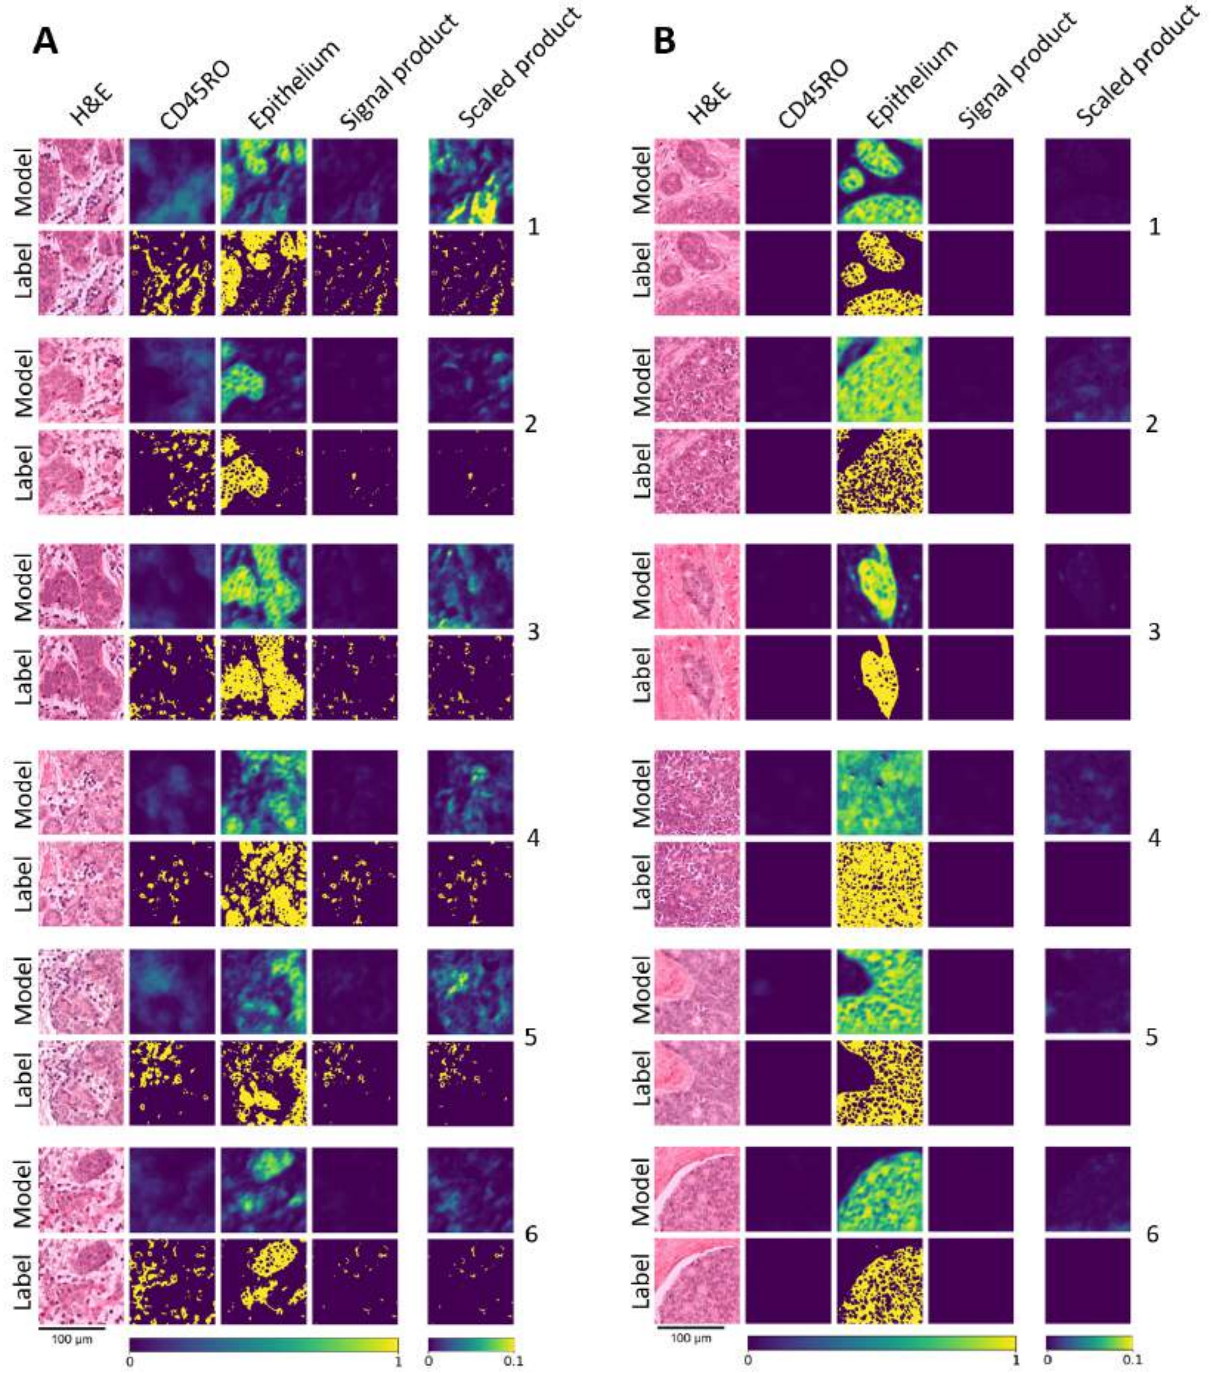 A
H&E
CD45RO
Epithelium
Signal product
Scaled product
Model
Label
1
Model
Label
2
Model
Label
3
Model
Label
4
Model
Label
5
Model
Label
6
100 µm
0
1
0
0.1
B
H&E
CD45RO
Epithelium
Signal product
Scaled product
Model
Label
1
Model
Label
2
Model
Label
3
Model
Label
4
Model
Label
5
Model
Label
6
100 µm
0
1
0
0.1